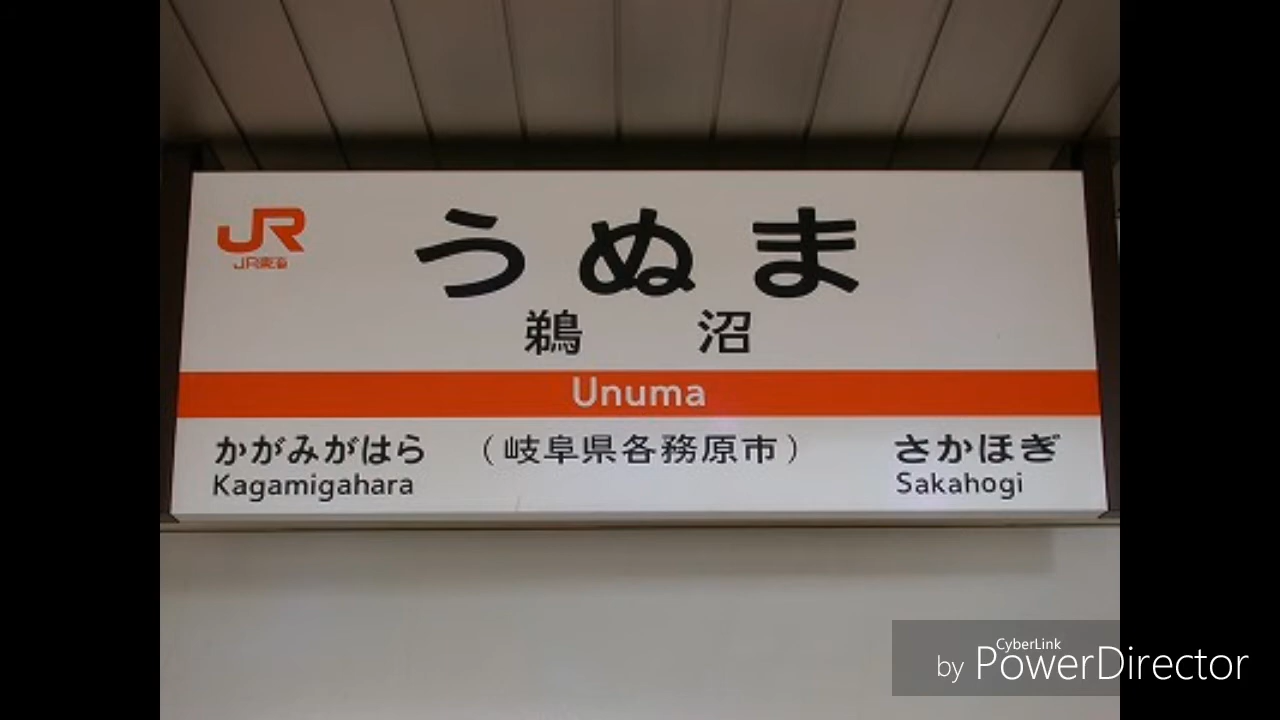 JR
JR東海
うぬま
鵜沼
Unuma
かがみがはら
Kagamigahara
(岐阜県各務原市)
さかほぎ
Sakahogi
CyberLink
by PowerDirector